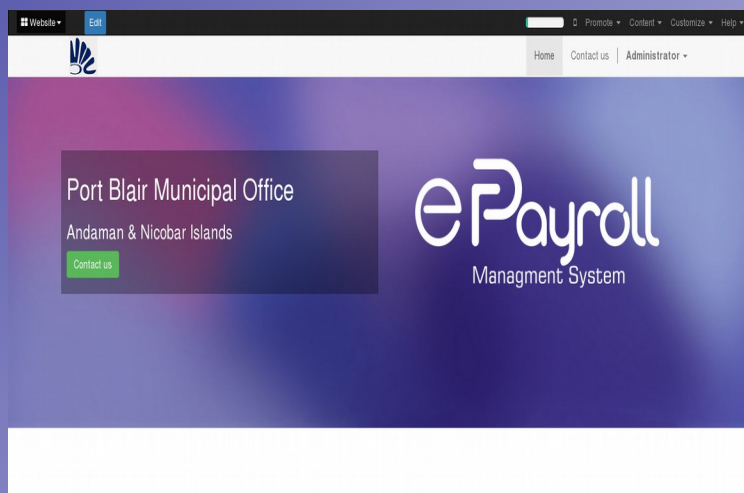 Website Edit Promote Content Customize Help
Home Contact us Administrator
Port Blair Municipal Office
Andaman & Nicobar Islands
Contact us
ePayroll
Managment System